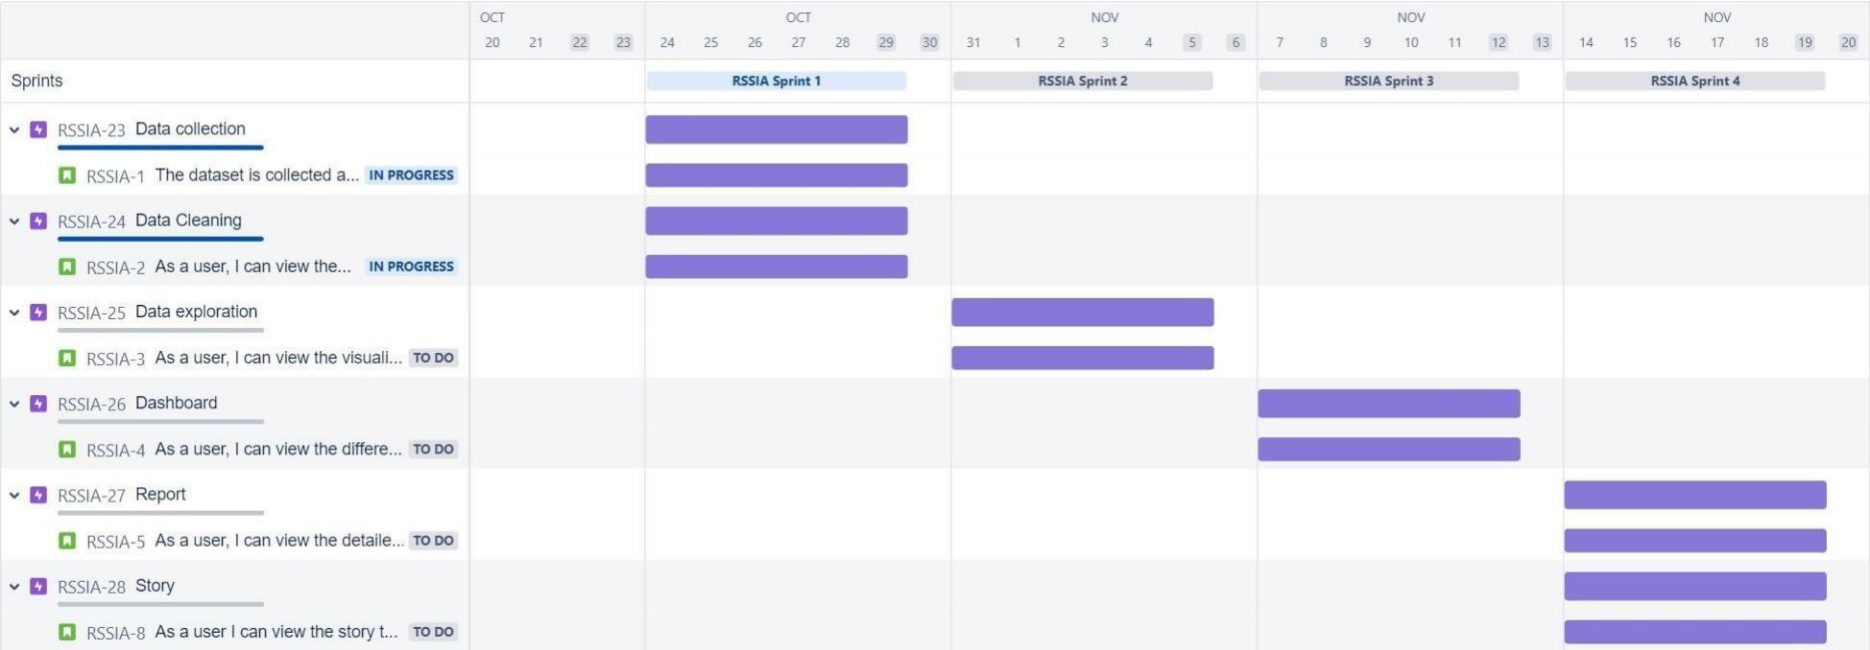 OCT OCT NOV NOV NOV
20 21 22 23 24 25 26 27 28 29 30 31 1 2 3 4 5 6 7 8 9 10 11 12 13 14 15 16 17 18 19 20
Sprints RSSIA Sprint 1 RSSIA Sprint 2 RSSIA Sprint 3 RSSIA Sprint 4
RSSIA-23 Data collection
RSSIA-1 The dataset is collected a... IN PROGRESS
RSSIA-24 Data Cleaning
RSSIA-2 As a user, I can view the... IN PROGRESS
RSSIA-25 Data exploration
RSSIA-3 As a user, I can view the visuali... TO DO
RSSIA-26 Dashboard
RSSIA-4 As a user, I can view the differe... TO DO
RSSIA-27 Report
RSSIA-5 As a user, I can view the detaile... TO DO
RSSIA-28 Story
RSSIA-8 As a user I can view the story t... TO DO